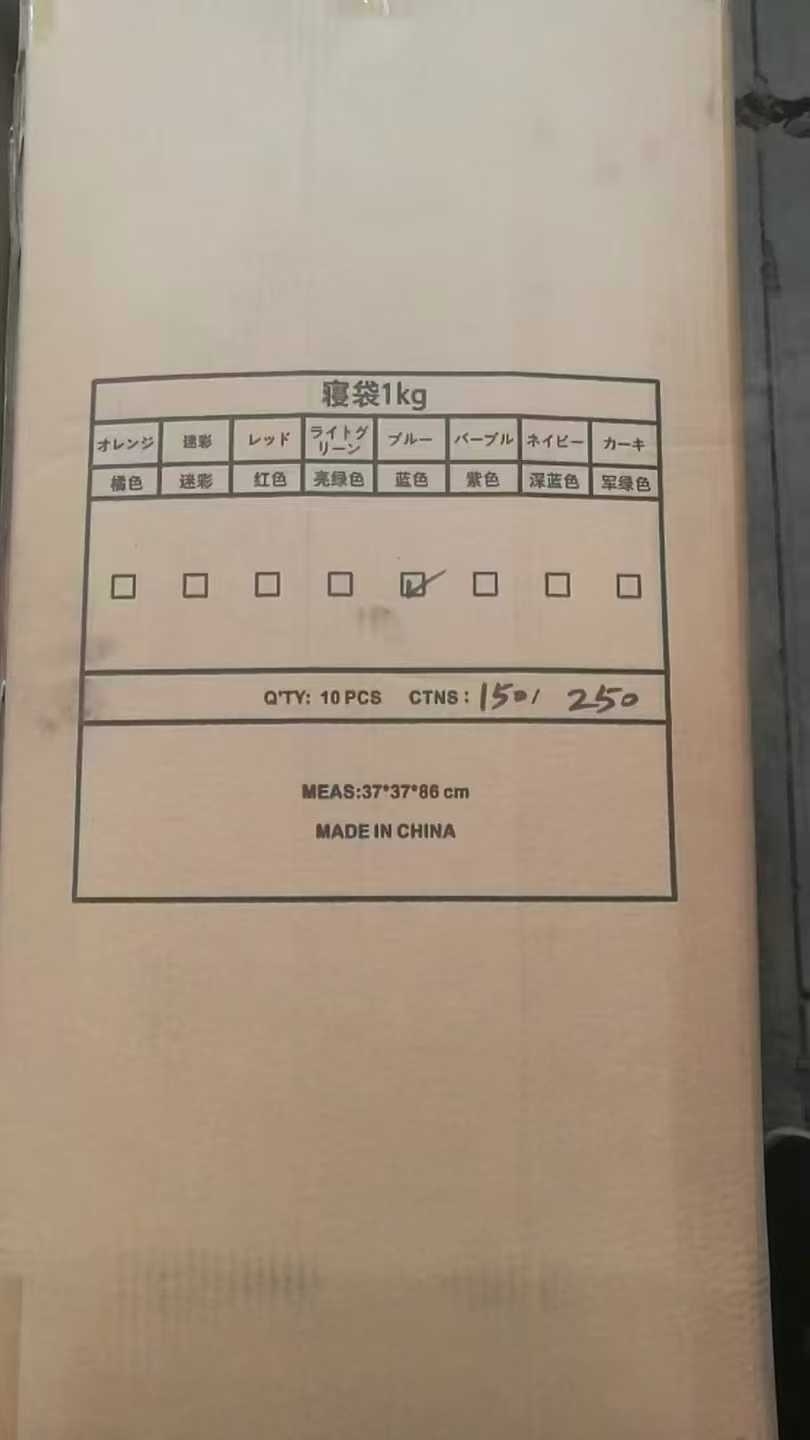 寝袋1kg
オレンジ 迷彩 レッド ライトグリーン ブルー パープル ネイビー カーキ
橘色 迷彩 红色 亮绿色 蓝色 紫色 深蓝色 军绿色
Q'TY: 10 PCS CTNS: 150/ 250
MEAS:37*37*86 cm
MADE IN CHINA